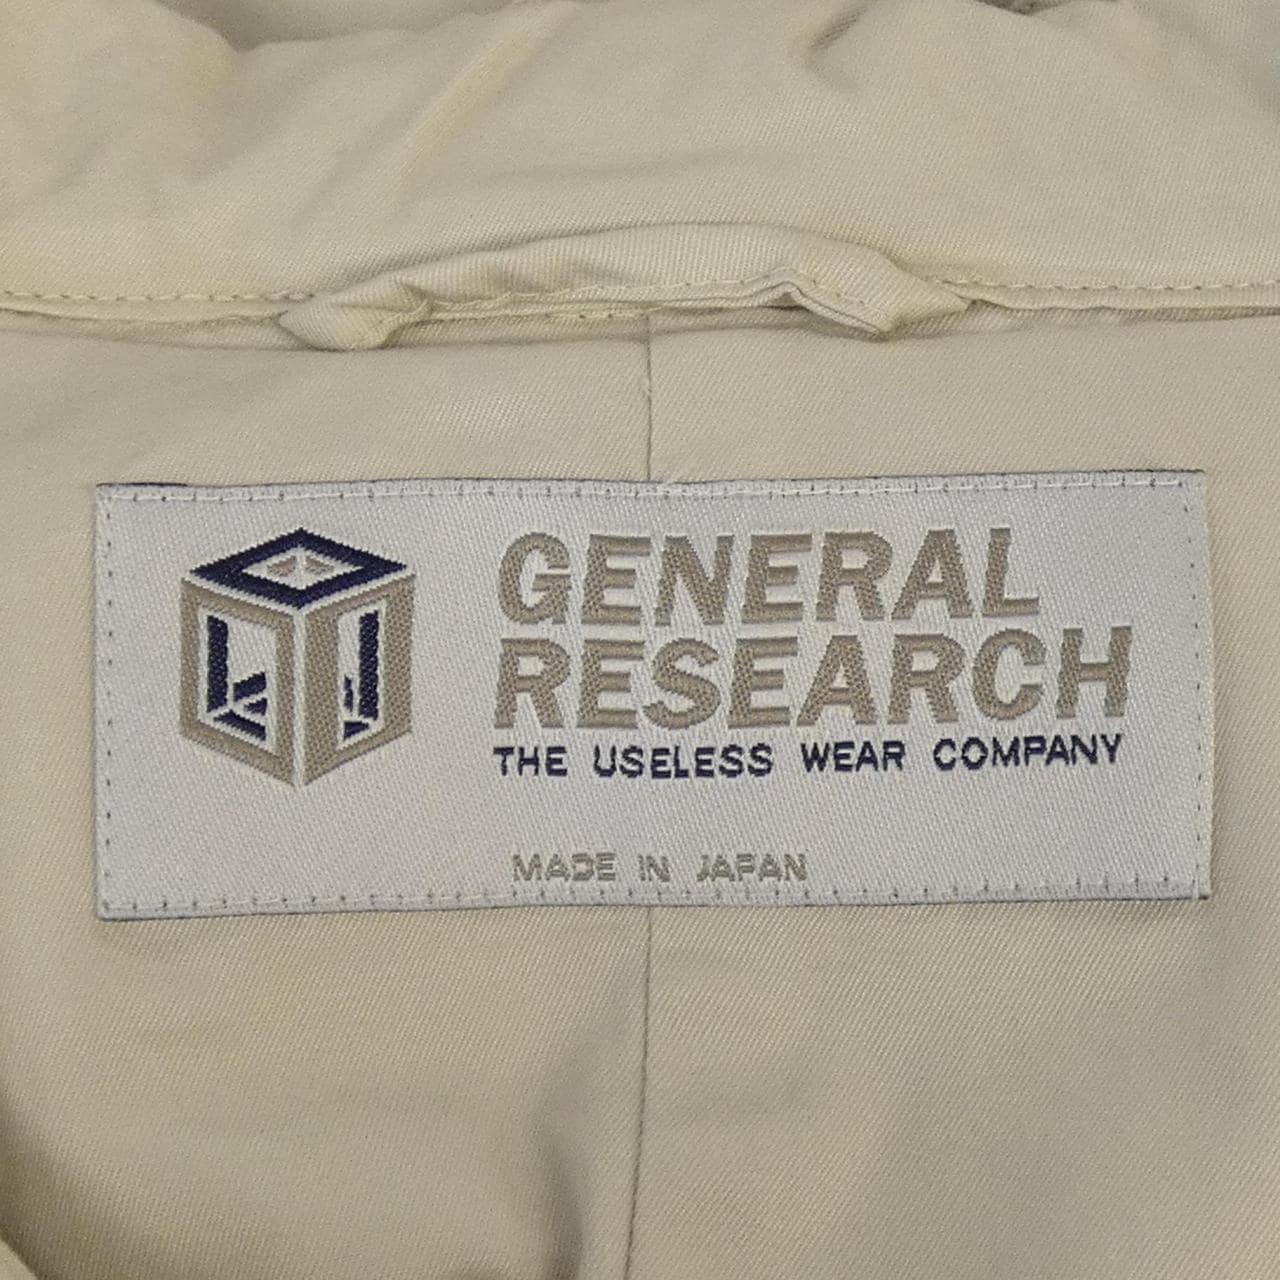 GENERAL
RESEARCH
THE USELESS WEAR COMPANY
MADE IN JAPAN